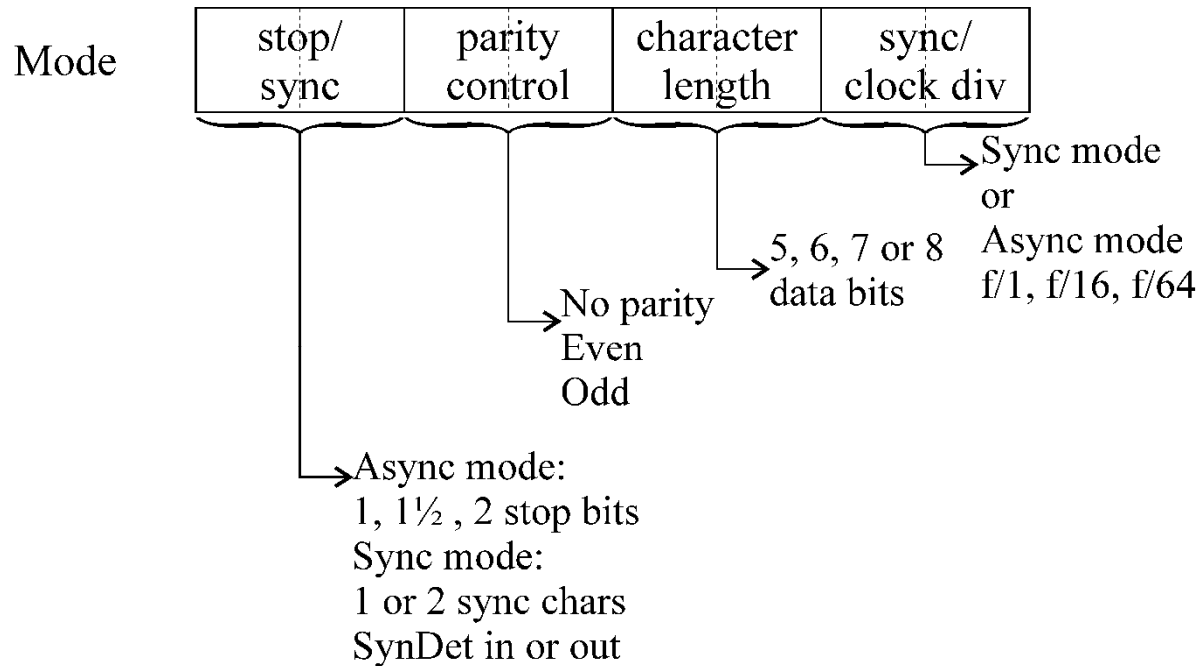 Mode
stop/
sync
parity
control
character
length
sync/
clock div
Sync mode
or
Async mode
f/1, f/16, f/64
5, 6, 7 or 8
data bits
No parity
Even
Odd
Async mode:
1, 1½ , 2 stop bits
Sync mode:
1 or 2 sync chars
SynDet in or out